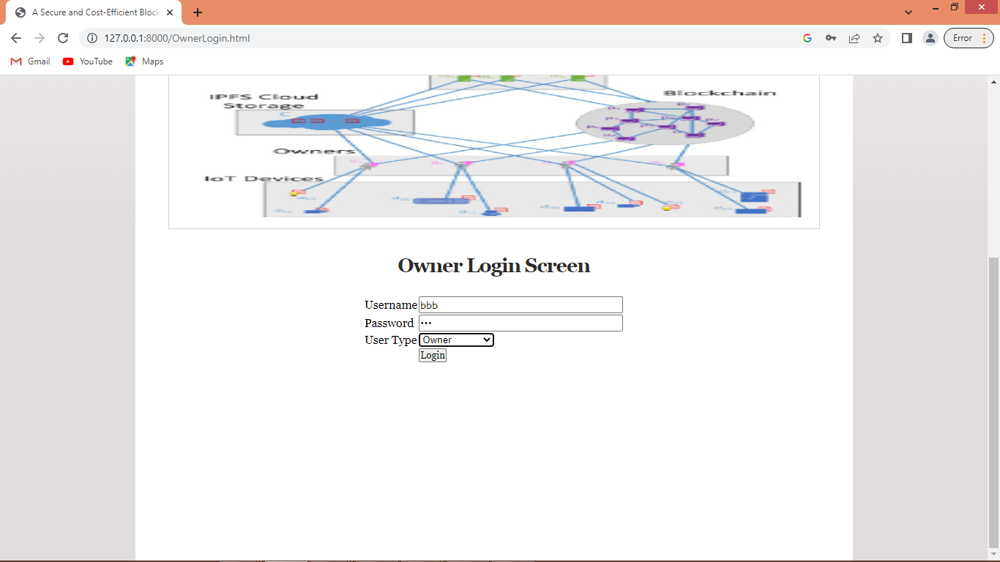 A Secure and Cost-Efficient Block
127.0.0.1:8000/OwnerLogin.html
Error
Gmail YouTube Maps
IPFS Cloud
Storage
Blockchain
C
Owners
IoT Devices
Owner Login Screen
Username bbb
Password •••
User Type Owner
Login